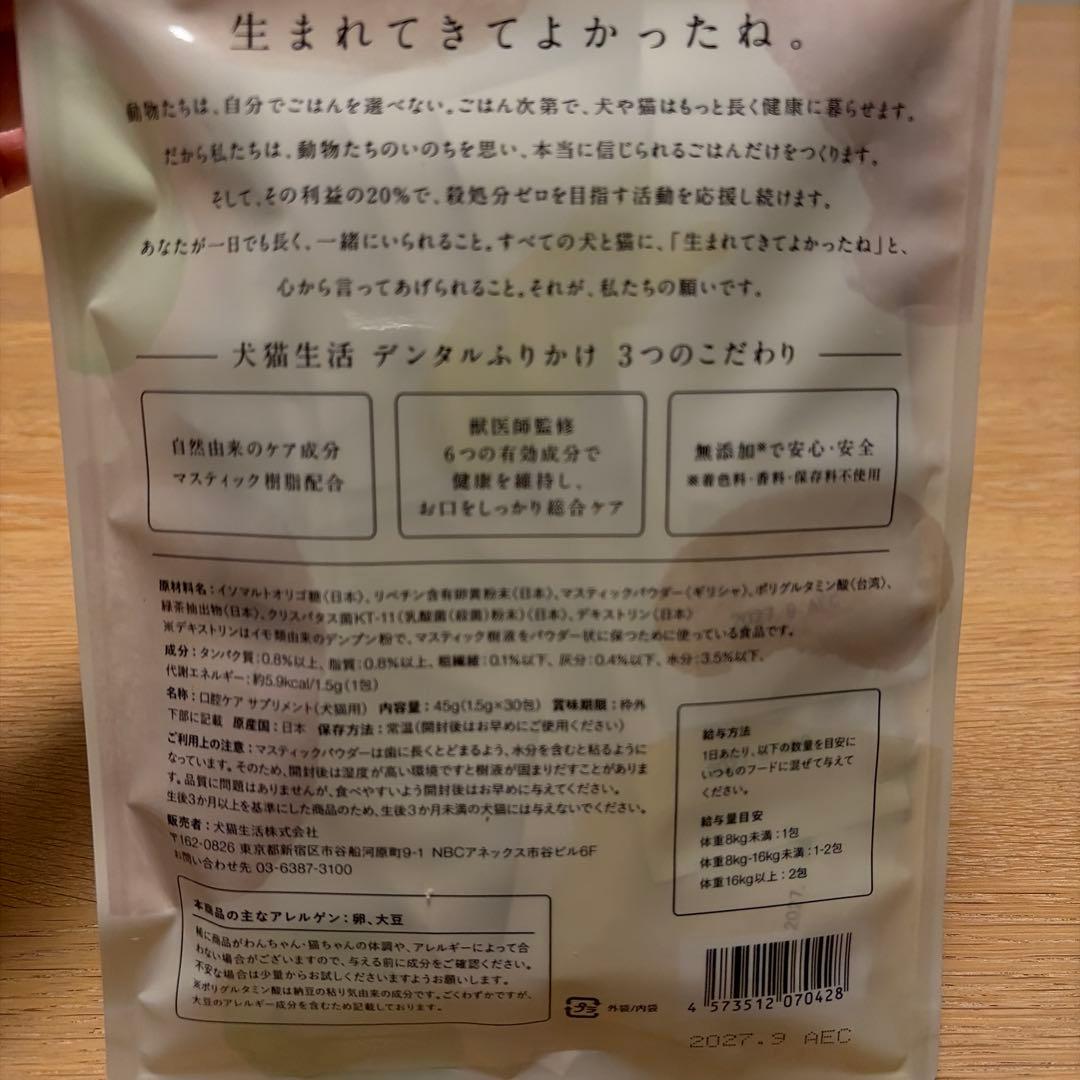 生まれてきてよかったね。
動物たちは、自分でごはんを選べない。ごはん次第で、犬や猫はもっと長く健康に暮らせます。
だから私たちは、動物たちのいのちを思い、本当に信じられるごはんだけをつくります。
そして、その利益の20%で、殺処分ゼロを目指す活動を応援し続けます。
あなたが一日でも長く、一緒にいられること。すべての犬と猫に、「生まれてきてよかったね」と、
心から言ってあげられること。それが、私たちの願いです。
犬猫生活 デンタルふりかけ 3つのこだわり
自然由来のケア成分
マスティック樹脂配合
獣医師監修
6つの有効成分で
健康を維持し、
お口をしっかり総合ケア
無添加※で安心・安全
※着色料・香料・保存料不使用
原材料名：イソマルトオリゴ糖（日本）、リベチン含有卵黄粉末（日本）、マスティックパウダー（ギリシャ）、ポリグルタミン酸（台湾）、
緑茶抽出物（日本）、クリスパタス菌KT-11（乳酸菌（殺菌）粉末）（日本）、デキストリン（日本）
※デキストリンはイモ類由来のデンプン粉で、マスティック樹液をパウダー状に保つために使っている食品です。
成分：タンパク質：0.8%以上、脂質：0.8%以上、粗繊維：0.1%以下、灰分：0.4%以下、水分：3.5%以下、
代謝エネルギー：約5.9kcal/1.5g（1包）
名称：口腔ケア サプリメント（犬猫用） 内容量：45g（1.5g×30包） 賞味期限：枠外
下部に記載 原産国：日本 保存方法：常温（開封後はお早めにご使用ください）
ご利用上の注意：マスティックパウダーは歯に長くとどまるよう、水分を含むと粘るように
なっています。そのため、開封後は湿度が高い環境ですと樹液が固まりだすことがありま
す。品質に問題はありませんが、食べやすいよう開封後はお早めに与えてください。
生後3か月以上を基準にした商品のため、生後3か月未満の犬猫には与えないでください。
販売者：犬猫生活株式会社
〒162-0826 東京都新宿区市谷船河原町9-1 NBCアネックス市谷ビル6F
お問い合わせ先 03-6387-3100
給与方法
1日あたり、以下の数量を目安に
いつものフードに混ぜて与えて
ください。
給与量目安
体重8kg未満：1包
体重8kg-16kg未満：1-2包
体重16kg以上：2包
本商品の主なアレルゲン：卵、大豆
稀に商品がわんちゃん・猫ちゃんの体調や、アレルギーによって合
わない場合がございますので、与える前に成分をご確認ください。
不安な場合は少量からお試しくださいますようお願いします。
※ポリグルタミン酸は納豆の粘り気由来の成分です。ごくわずかですが、
大豆のアレルギー成分を含むため記載しております。
プラ 外袋/内袋
4 573512 070428
2027.9 AEC